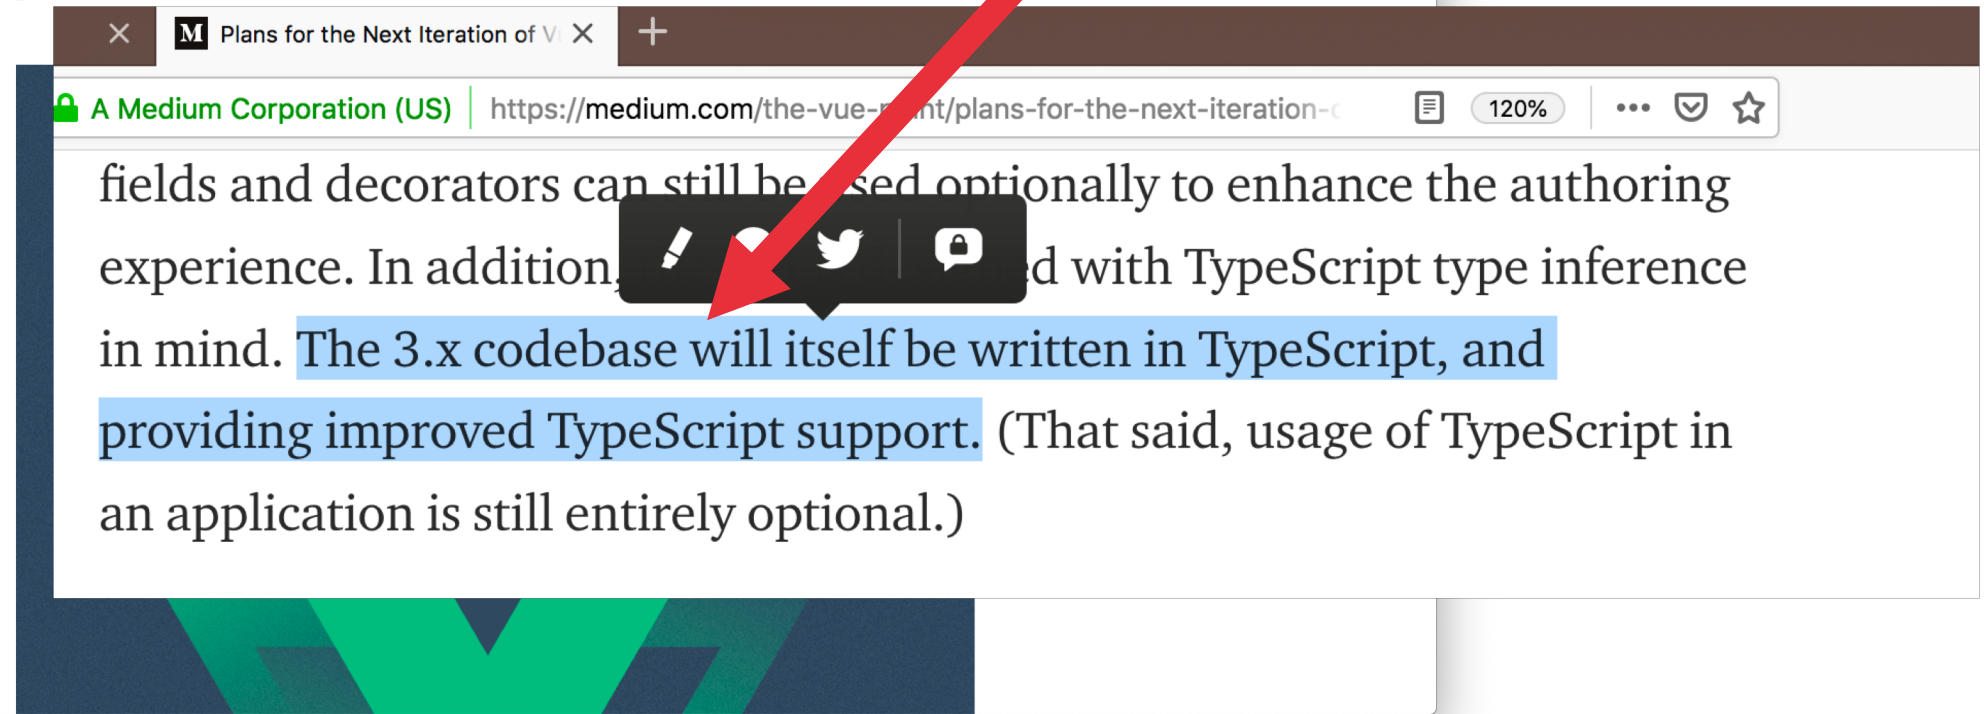 M Plans for the Next Iteration of V
A Medium Corporation (US) https://medium.com/the-vue- nt/plans-for-the-next-iteration- 120%
fields and decorators can still be sed optionally to enhance the authoring
experience. In addition, d with TypeScript type inference
in mind. The 3.x codebase will itself be written in TypeScript, and
providing improved TypeScript support. (That said, usage of TypeScript in
an application is still entirely optional.)